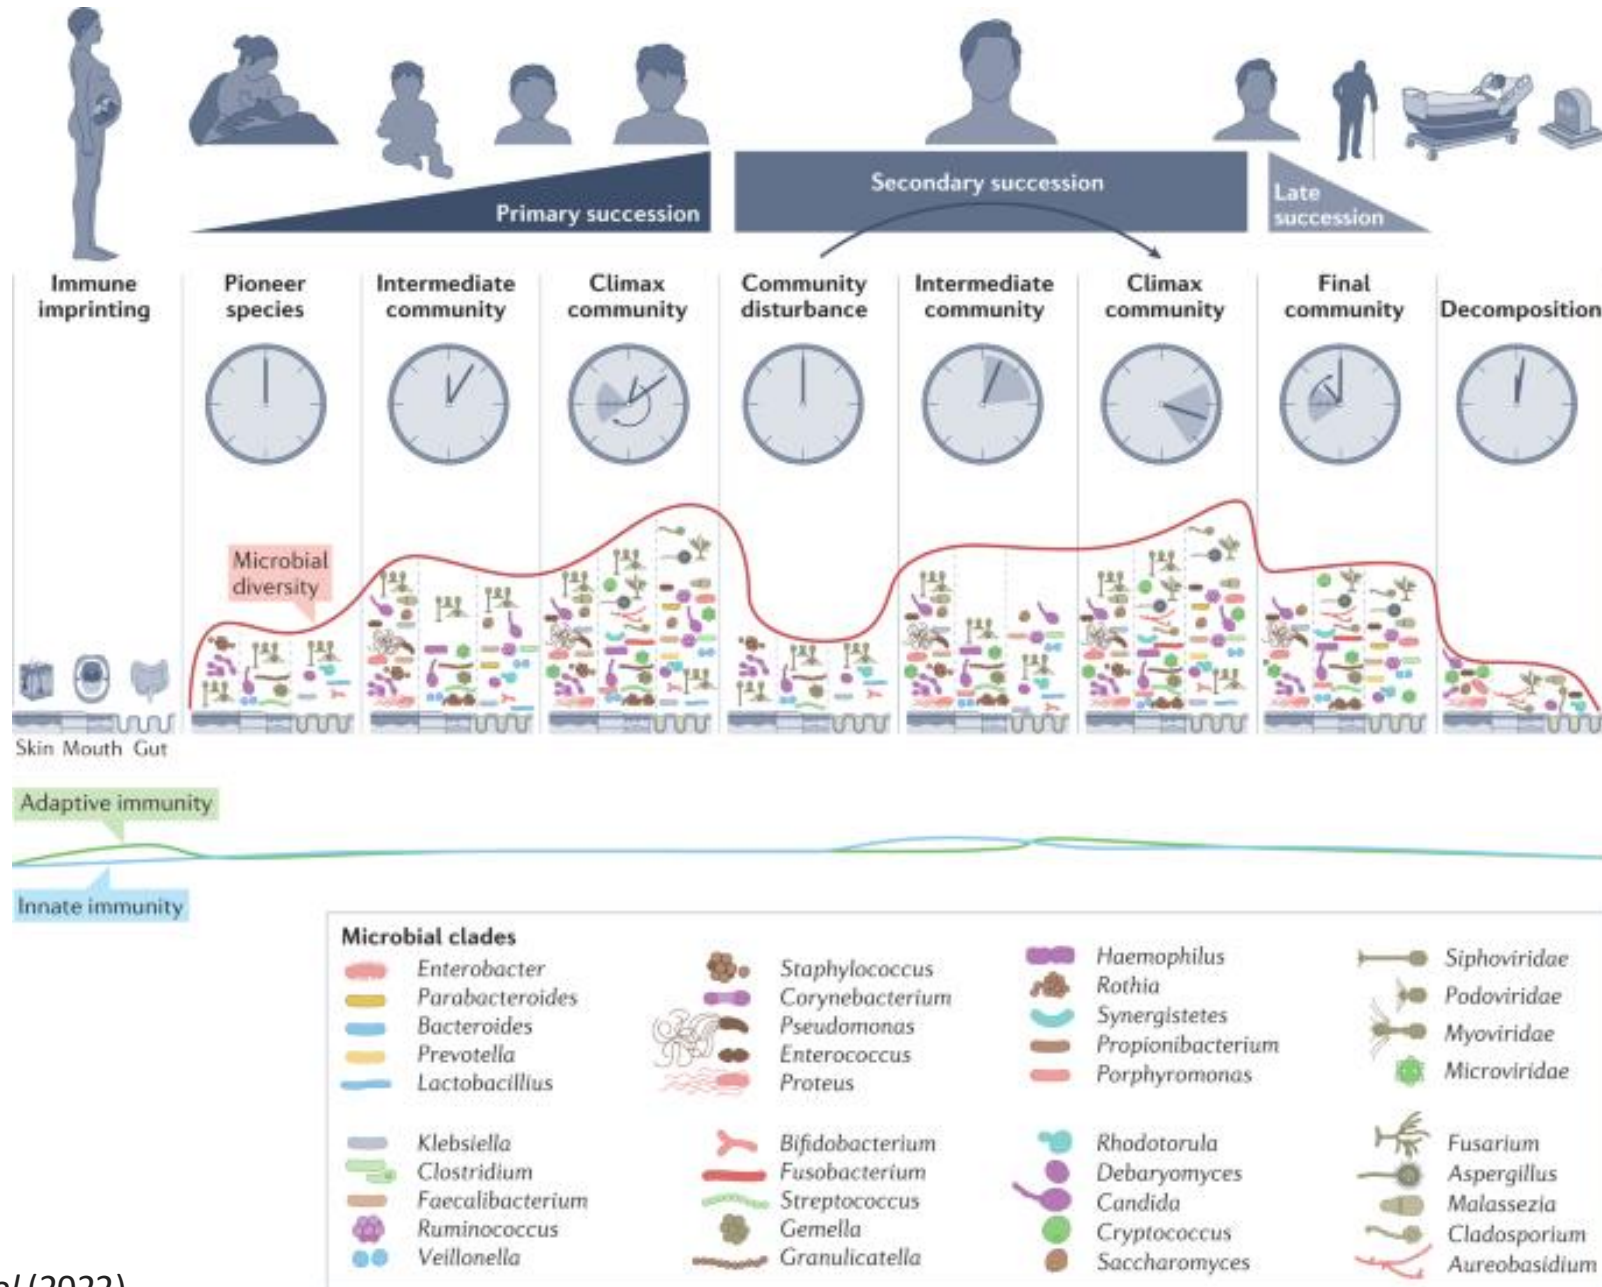 Primary succession
Secondary succession
Late
succession
Immune
imprinting
Pioneer
species
Intermediate
community
Climax
community
Community
disturbance
Intermediate
community
Climax
community
Final
community
Decomposition
Microbial
diversity
Skin Mouth Gut
Adaptive immunity
Innate immunity
Microbial clades
Enterobacter
Parabacteroides
Bacteroides
Prevotella
Lactobacillius
Klebsiella
Clostridium
Faecalibacterium
Ruminococcus
Veillonella
Staphylococcus
Corynebacterium
Pseudomonas
Enterococcus
Proteus
Bifidobacterium
Fusobacterium
Streptococcus
Gemella
Granulicatella
Haemophilus
Rothia
Synergistetes
Propionibacterium
Porphyromonas
Rhodotorula
Debaryomyces
Candida
Cryptococcus
Saccharomyces
Siphoviridae
Podoviridae
Myoviridae
Microviridae
Fusarium
Aspergillus
Malassezia
Cladosporium
Aureobasidium
(2022)